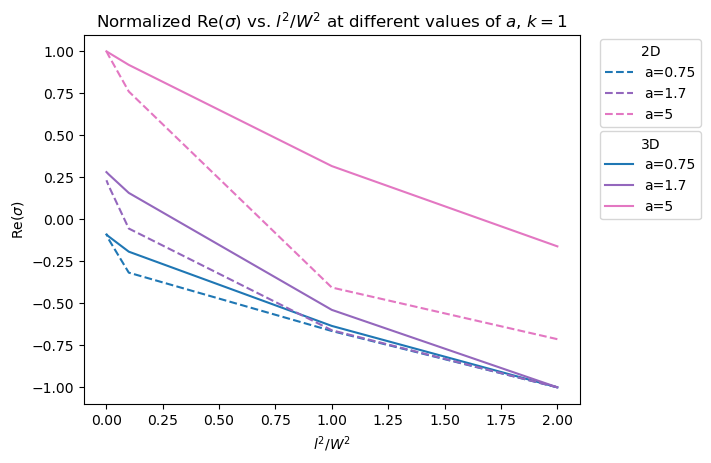 Normalized Re(σ) vs. l²/W² at different values of a, k = 1
2D
a=0.75
a=1.7
a=5
3D
a=0.75
a=1.7
a=5
Re(σ)
1.00
0.75
0.50
0.25
0.00
−0.25
−0.50
−0.75
−1.00
0.00 0.25 0.50 0.75 1.00 1.25 1.50 1.75 2.00
l²/W²